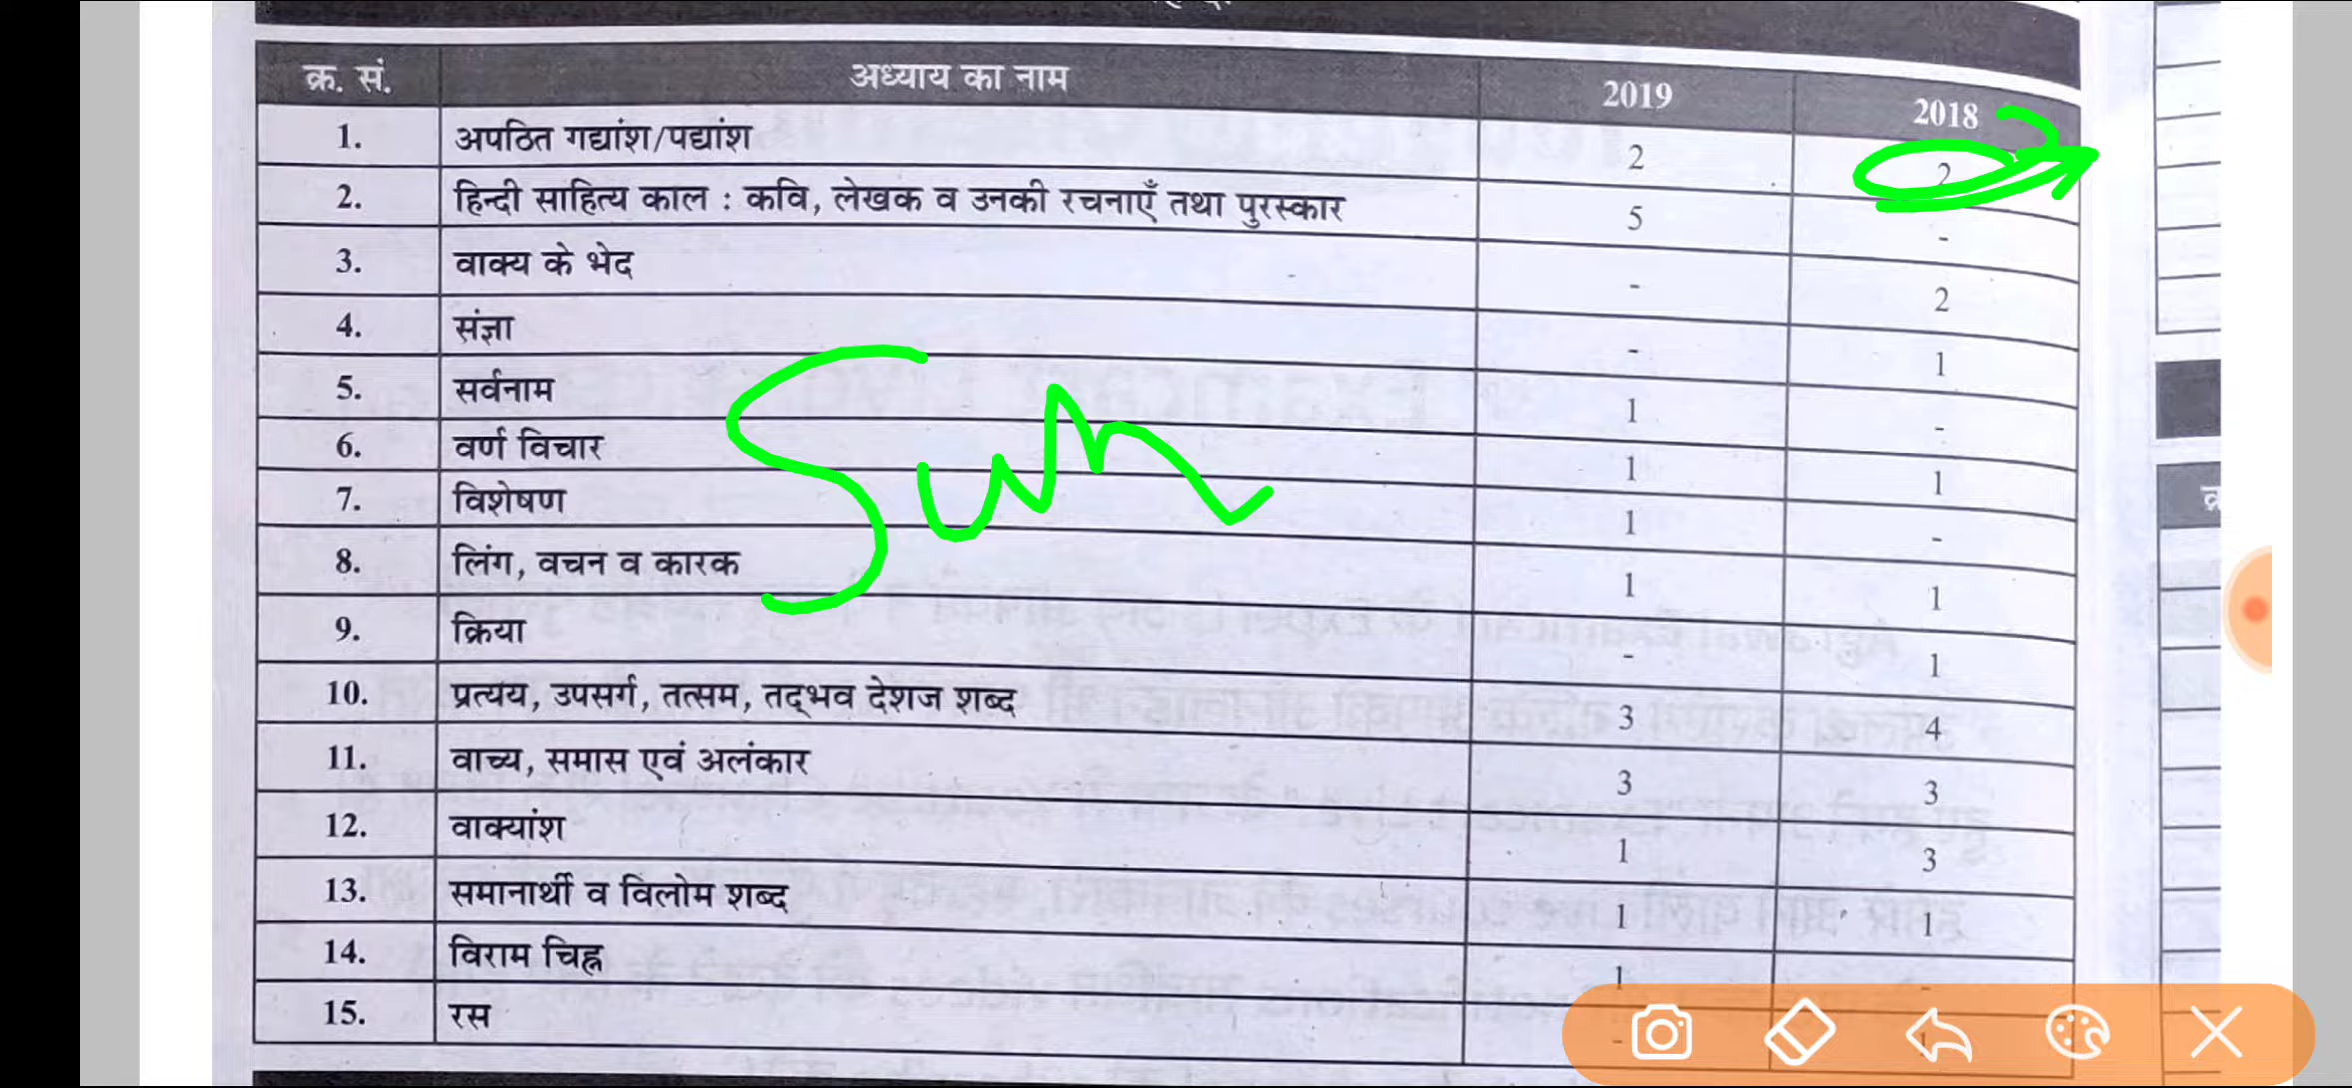 क्र. सं. अध्याय का नाम 2019 2018
1. अपठित गद्यांश/पद्यांश 2 2
2. हिन्दी साहित्य काल : कवि, लेखक व उनकी रचनाएँ तथा पुरस्कार 5 -
3. वाक्य के भेद - 2
4. संज्ञा - 1
5. सर्वनाम 1 -
6. वर्ण विचार 1 1
7. विशेषण 1 -
8. लिंग, वचन व कारक 1 1
9. क्रिया - 1
10. प्रत्यय, उपसर्ग, तत्सम, तद्भव देशज शब्द 3 4
11. वाच्य, समास एवं अलंकार 3 3
12. वाक्यांश 1 3
13. समानार्थी व विलोम शब्द 1 1
14. विराम चिह्न 1 -
15. रस - 1